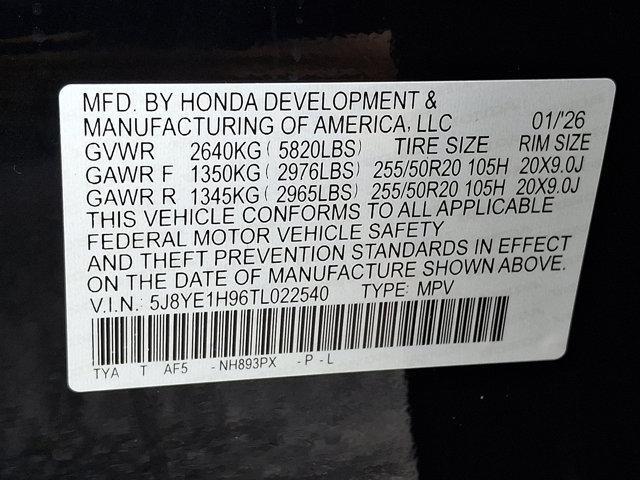 MFD. BY HONDA DEVELOPMENT &
MANUFACTURING OF AMERICA, LLC 01/'26
GVWR 2640KG ( 5820LBS) TIRE SIZE RIM SIZE
GAWR F 1350KG ( 2976LBS) 255/50R20 105H 20X9.0J
GAWR R 1345KG ( 2965LBS) 255/50R20 105H 20X9.0J
THIS VEHICLE CONFORMS TO ALL APPLICABLE
FEDERAL MOTOR VEHICLE SAFETY
AND THEFT PREVENTION STANDARDS IN EFFECT
ON THE DATE OF MANUFACTURE SHOWN ABOVE.
V.I.N.: 5J8YE1H96TL022540 TYPE: MPV
TYA T AF5 - NH893PX - P - L